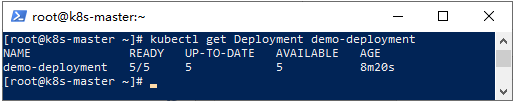 root@k8s-master:~
[root@k8s-master ~]# kubectl get Deployment demo-deployment
NAME READY UP-TO-DATE AVAILABLE AGE
demo-deployment 5/5 5 5 8m20s
[root@k8s-master ~]#